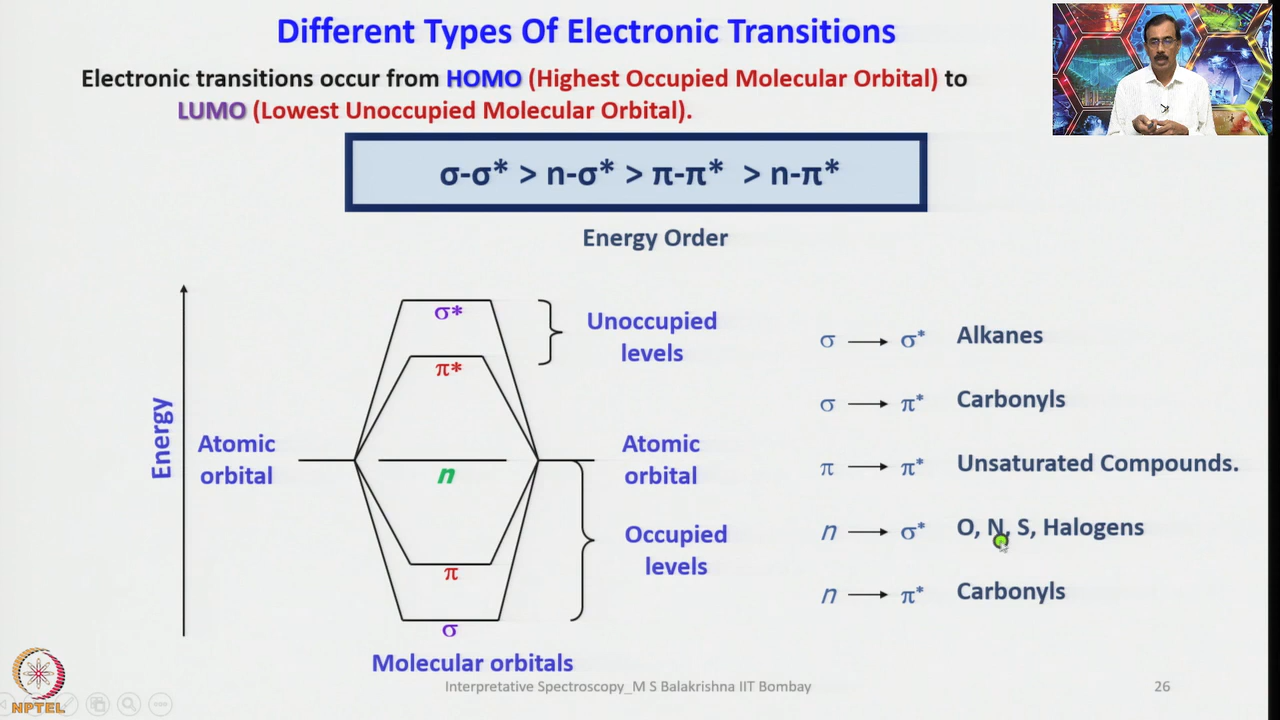 Different Types Of Electronic Transitions
Electronic transitions occur from HOMO (Highest Occupied Molecular Orbital) to
LUMO (Lowest Unoccupied Molecular Orbital).
σ-σ* > n-σ* > π-π* > n-π*
Energy Order
Energy
Atomic
orbital
σ*
π*
n
π
σ
Molecular orbitals
Unoccupied
levels
Atomic
orbital
Occupied
levels
σ → σ* Alkanes
σ → π* Carbonyls
π → π* Unsaturated Compounds.
n → σ* O, N, S, Halogens
n → π* Carbonyls
NPTEL
Interpretative Spectroscopy_M S Balakrishna IIT Bombay
26